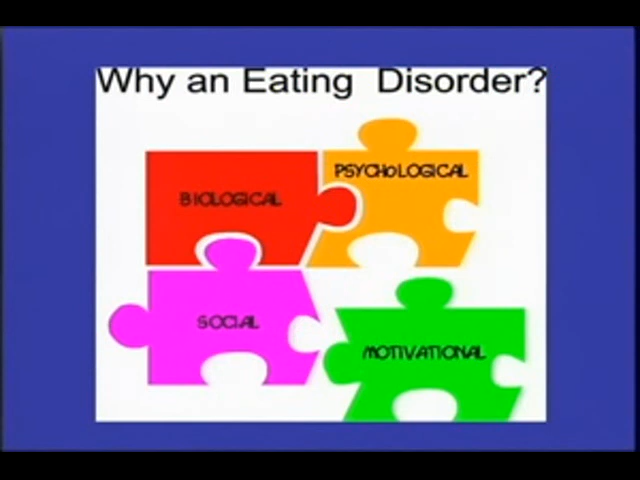 Why an Eating Disorder?
BIOLOGICAL
PSYCHOLOGICAL
SOCIAL
MOTIVATIONAL